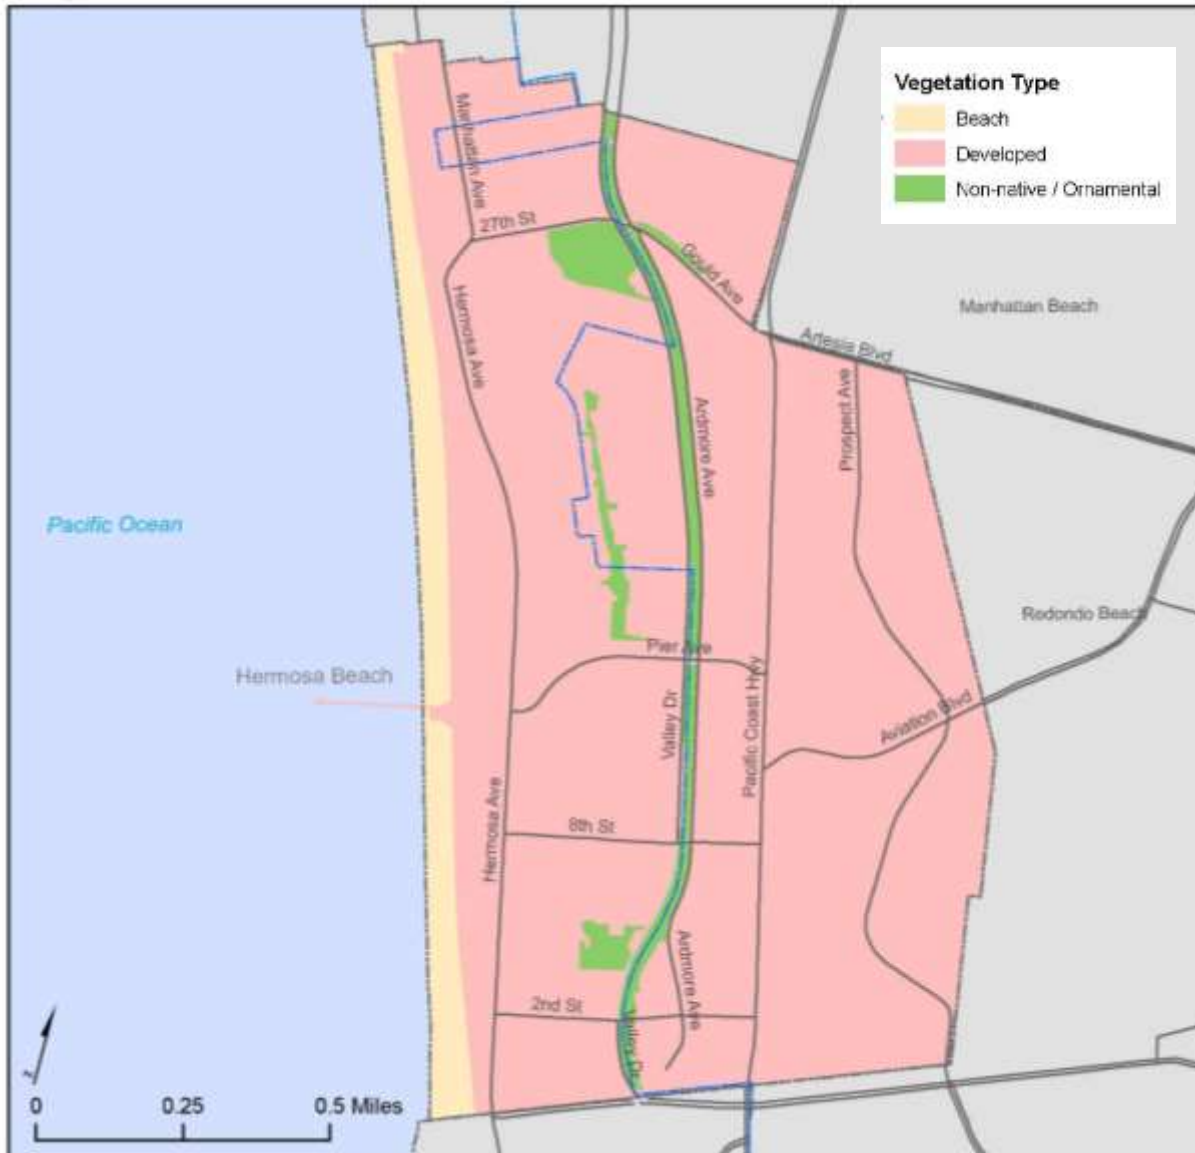 Vegetation Type
Beach
Developed
Non-native / Ornamental
Manhattan Ave
27th St
Gould Ave
Manhattan Beach
Hermosa Ave
Artesia Blvd
Prospect Ave
Ardmore Ave
Pacific Ocean
Redondo Beach
Pier Ave
Hermosa Beach
Valley Dr
Pacific Coast Hwy
Aviation Blvd
Hermosa Ave
8th St
Ardmore Ave
2nd St
Valley Dr
0 0.25 0.5 Miles